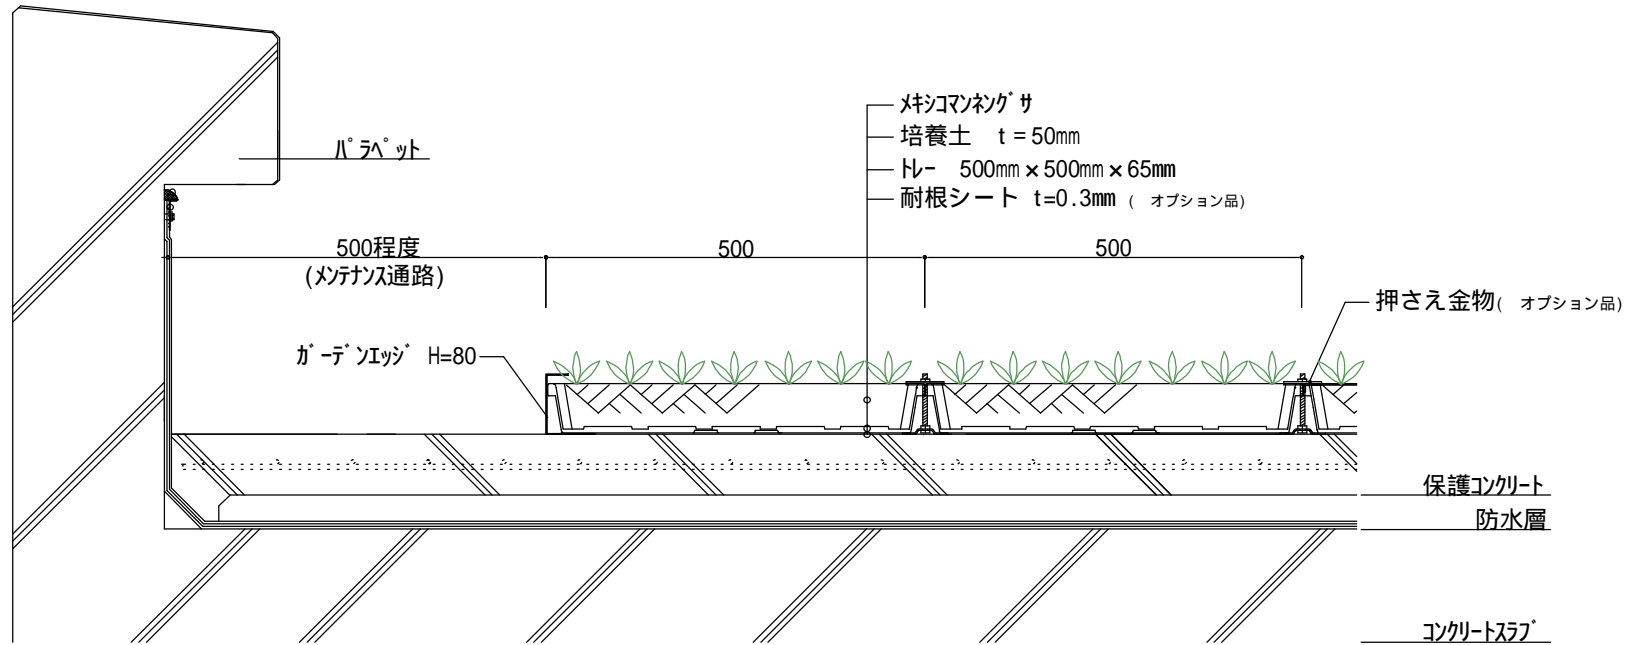 メキシコマンネングサ
培養土 t=50mm
トレー 500mm×500mm×65mm
耐根シート t=0.3mm ( オプション品)
パラペット
500程度
(メンテナンス通路)
500
500
押さえ金物( オプション品)
ガーデンエッジ H=80
保護コンクリート
防水層
コンクリートスラブ